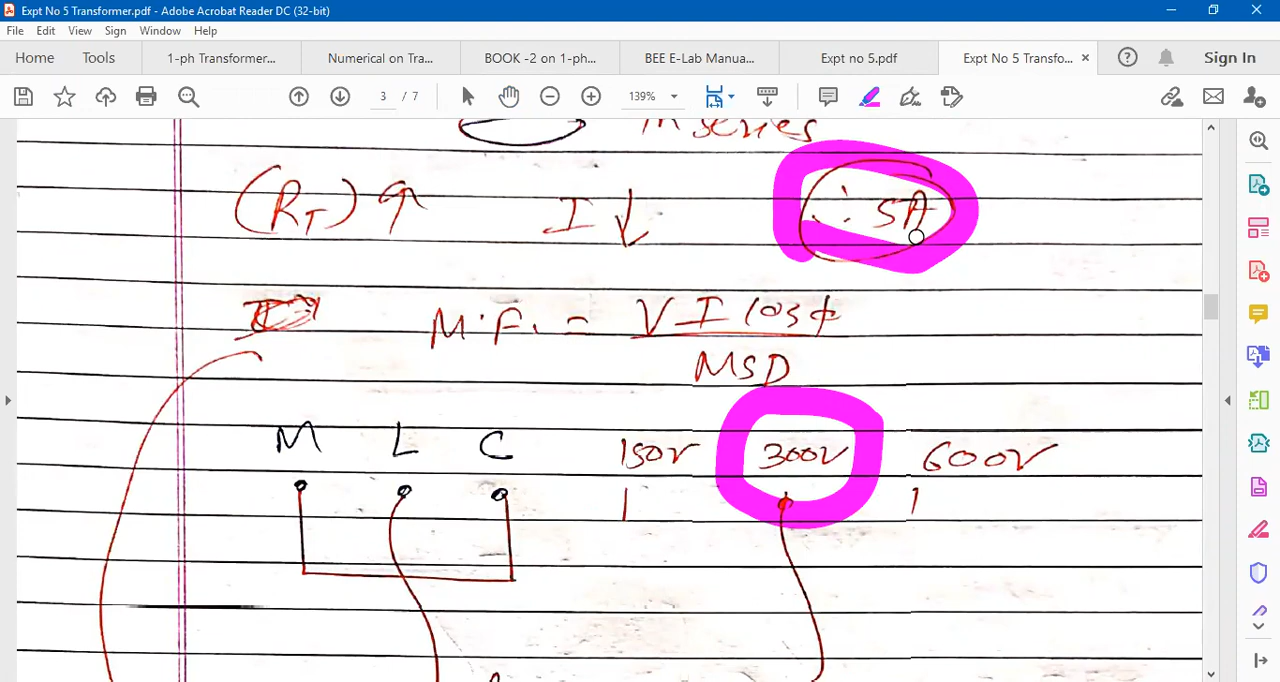 Expt No 5 Transformer.pdf - Adobe Acrobat Reader DC (32-bit)
File Edit View Sign Window Help
Home Tools 1-ph Transformer... Numerical on Tra... BOOK -2 on 1-ph... BEE E-Lab Manua... Expt no 5.pdf Expt No 5 Transfo... × Sign In
3 / 7 139%
In series
(RT) ↑ I ↓ ∴ 5A
M.F. = VI cosϕ
MSD
M L C 150V 300V 600V